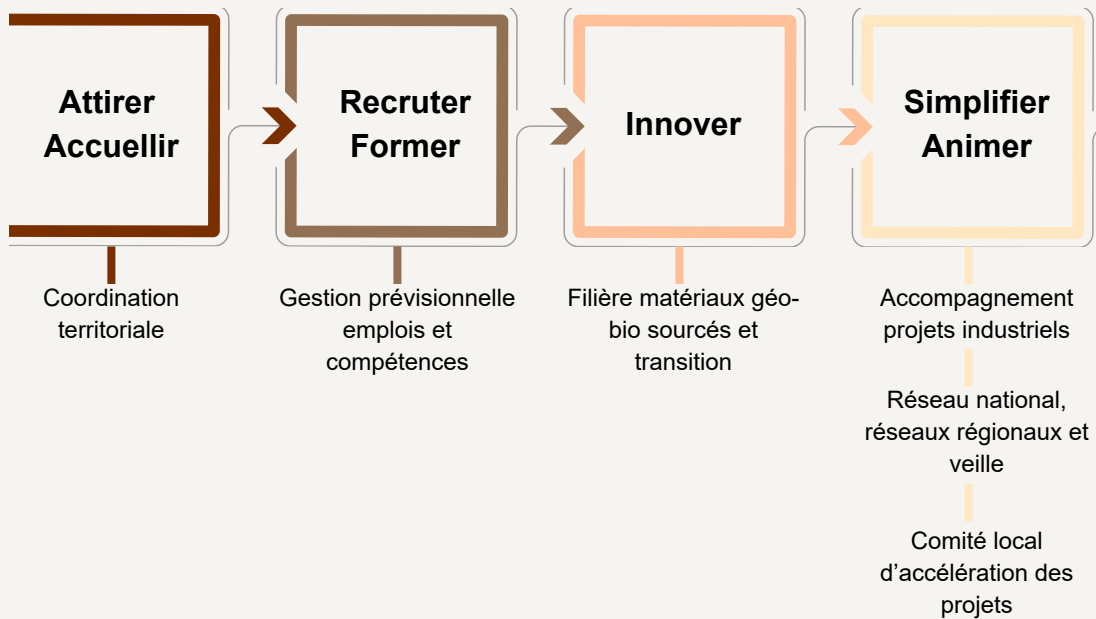 Attirer
Accuellir
Recruter
Former
Innover
Simplifier
Animer
Coordination
territoriale
Gestion prévisionnelle
emplois et
compétences
Filière matériaux géo-
bio sourcés et
transition
Accompagnement
projets industriels
Réseau national,
réseaux régionaux et
veille
Comité local
d’accélération des
projets